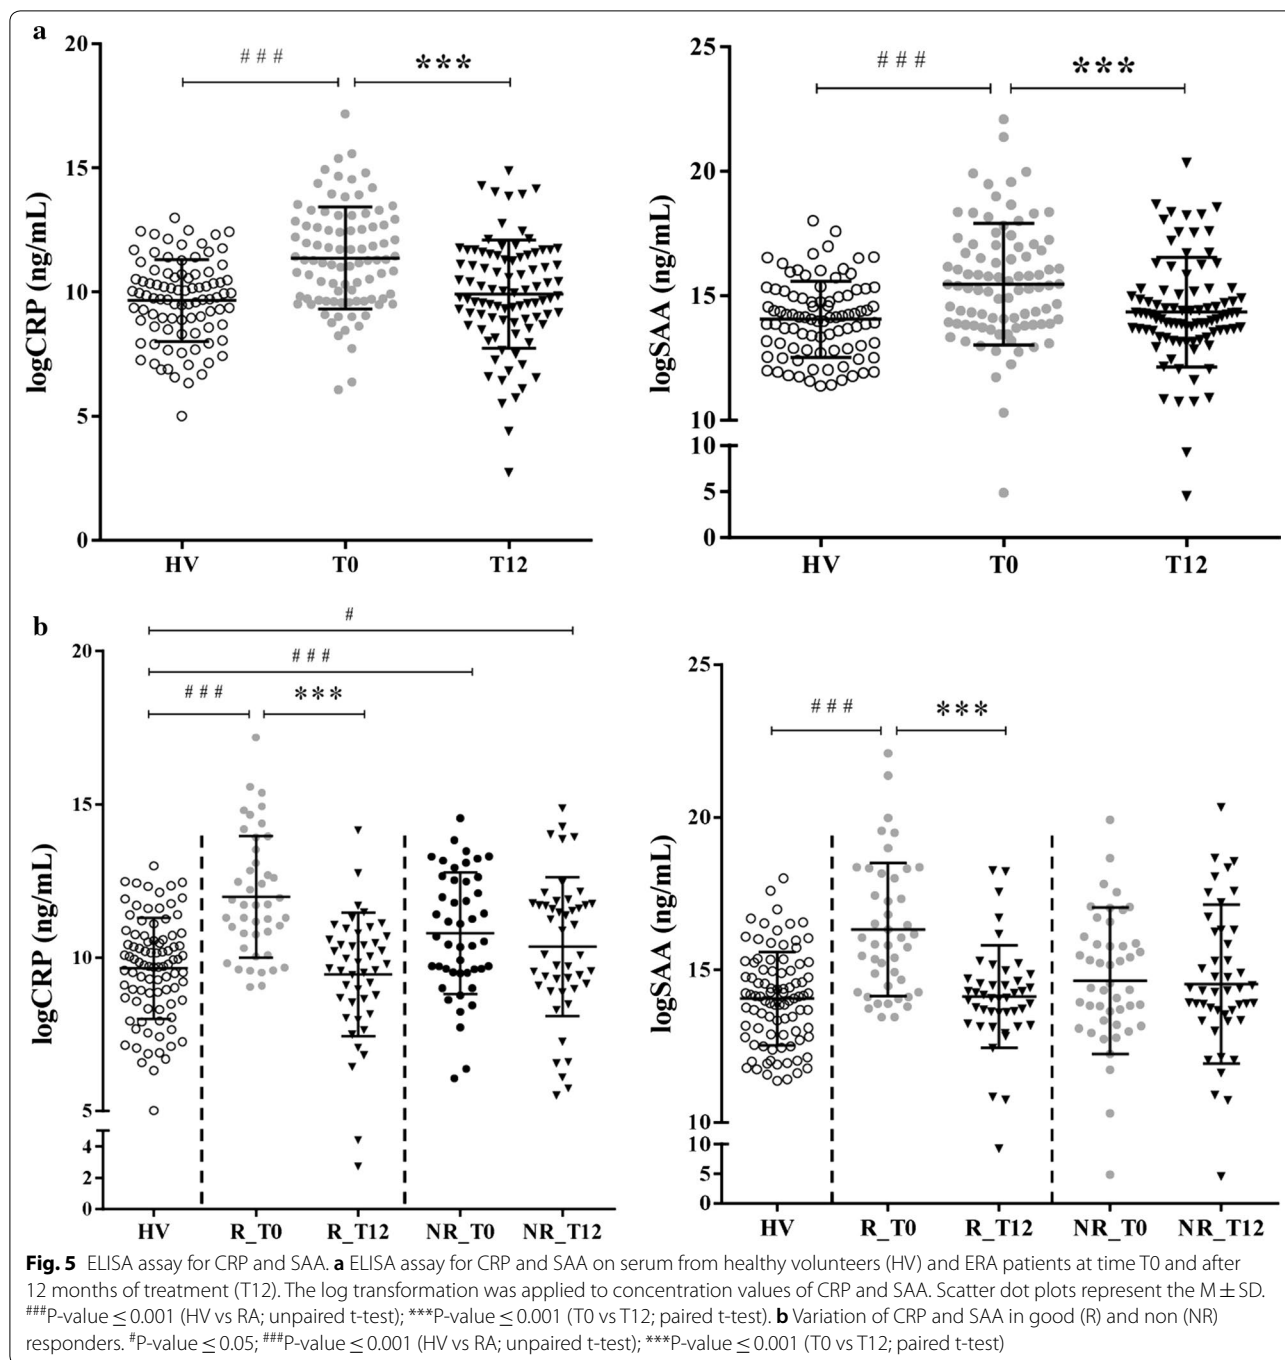 a
20
15
10
5
0
logCRP (ng/mL)
###
***
HV T0 T12
25
20
15
10
10
5
0
logSAA (ng/mL)
###
***
HV T0 T12
b
20
15
10
5
4
2
0
logCRP (ng/mL)
#
###
###
***
HV R_T0 R_T12 NR_T0 NR_T12
25
20
15
10
10
5
0
logSAA (ng/mL)
###
***
HV R_T0 R_T12 NR_T0 NR_T12
Fig. 5 ELISA assay for CRP and SAA. a ELISA assay for CRP and SAA on serum from healthy volunteers (HV) and ERA patients at time T0 and after
12 months of treatment (T12). The log transformation was applied to concentration values of CRP and SAA. Scatter dot plots represent the M ± SD.
###P-value ≤ 0.001 (HV vs RA; unpaired t-test); ***P-value ≤ 0.001 (T0 vs T12; paired t-test). b Variation of CRP and SAA in good (R) and non (NR)
responders. #P-value ≤ 0.05; ###P-value ≤ 0.001 (HV vs RA; unpaired t-test); ***P-value ≤ 0.001 (T0 vs T12; paired t-test)